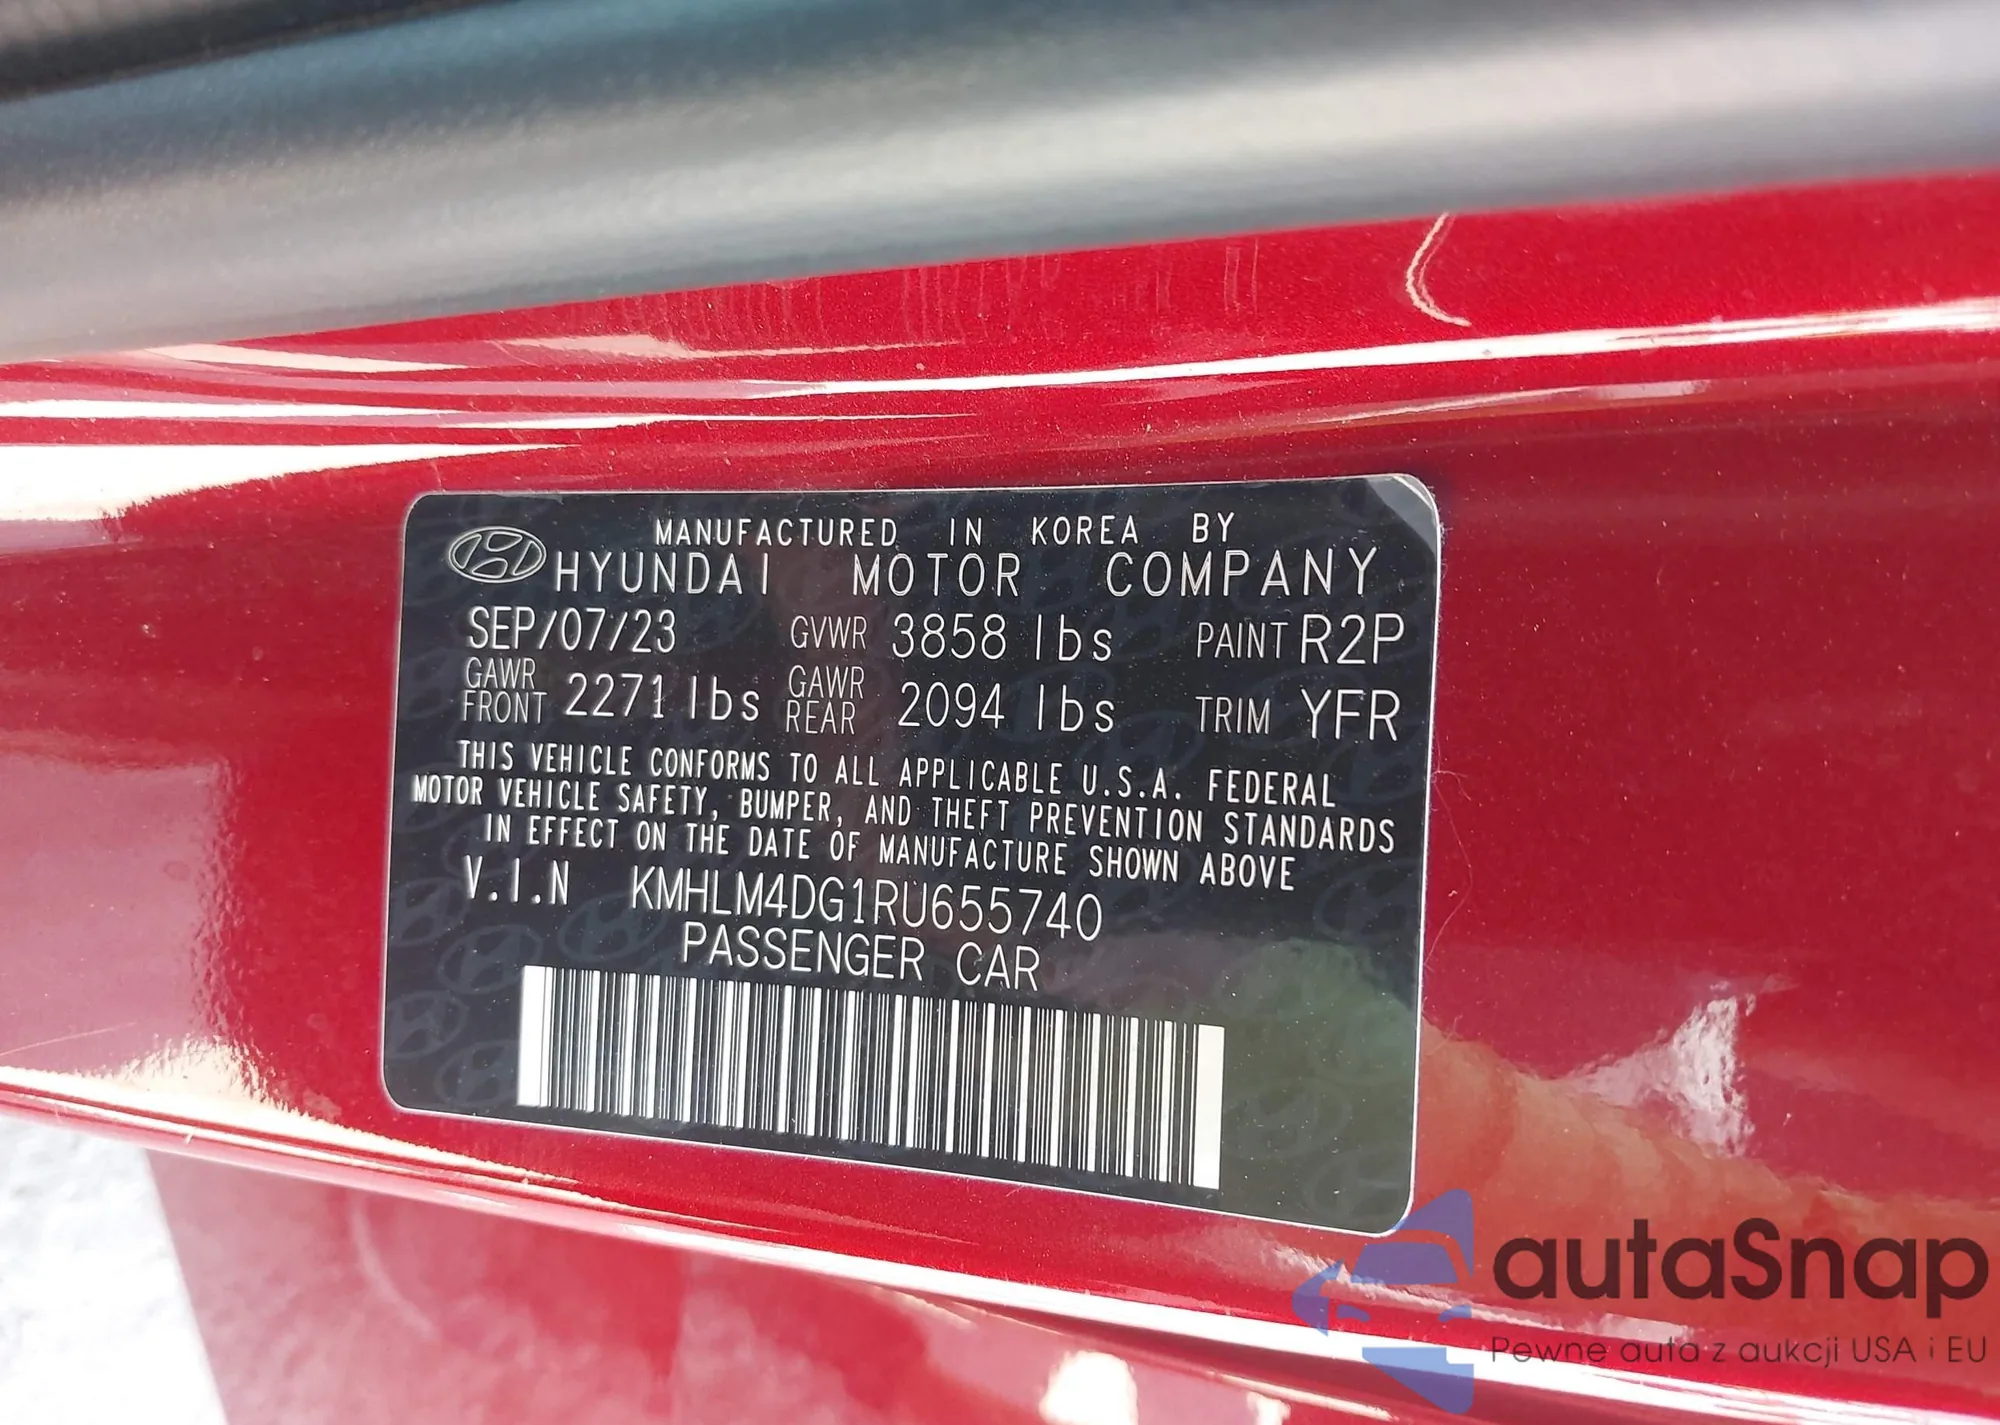 MANUFACTURED IN KOREA BY
HYUNDAI MOTOR COMPANY
SEP/07/23 GVWR 3858 lbs PAINT R2P
GAWR FRONT 2271 lbs GAWR REAR 2094 lbs TRIM YFR
THIS VEHICLE CONFORMS TO ALL APPLICABLE U.S.A. FEDERAL
MOTOR VEHICLE SAFETY, BUMPER, AND THEFT PREVENTION STANDARDS
IN EFFECT ON THE DATE OF MANUFACTURE SHOWN ABOVE
V.I.N KMHLM4DG1RU655740
PASSENGER CAR
autaSnap
Pewne auta z aukcji USA i EU